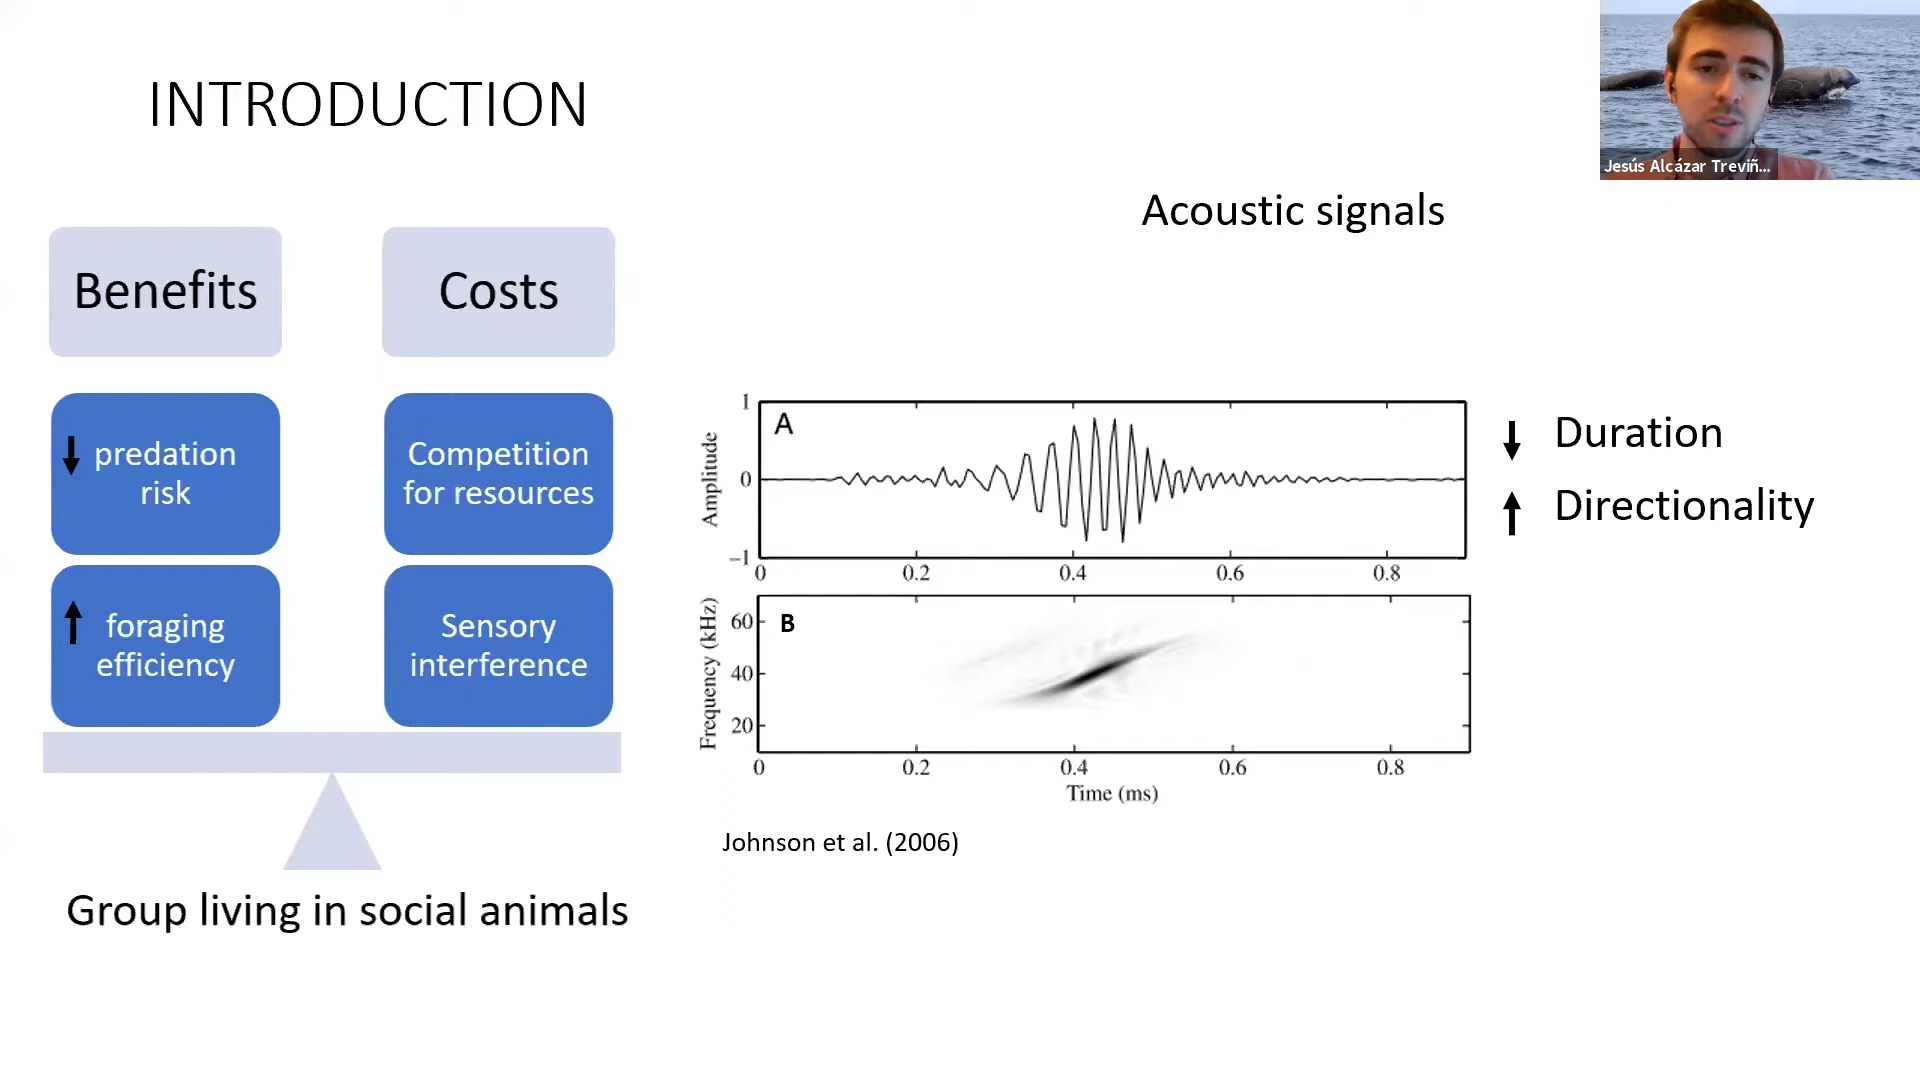 INTRODUCTION
Jesús Alcázar Treviñ...
Acoustic signals
Benefits
Costs
predation
risk
Competition
for resources
foraging
efficiency
Sensory
interference
Group living in social animals
A
Amplitude
1
0
−1
0
0.2
0.4
0.6
0.8
B
Frequency (kHz)
60
40
20
0
0.2
0.4
0.6
0.8
Time (ms)
Johnson et al. (2006)
Duration
Directionality